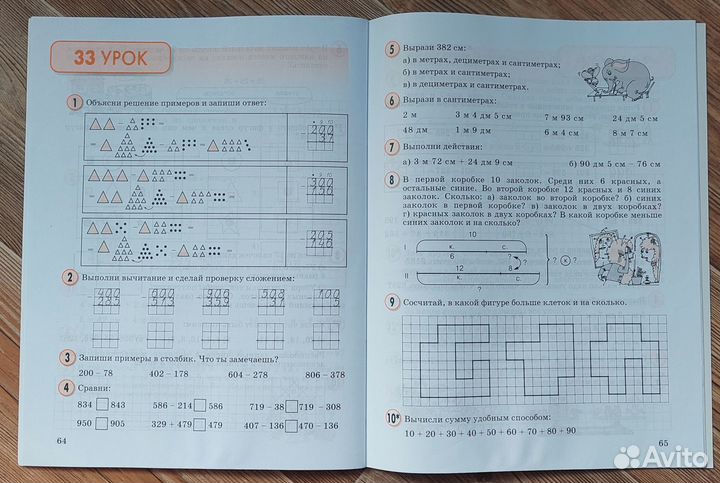 33 УРОК
1 Объясни решение примеров и запиши ответ:
200
37
300
130
205
146
2 Выполни вычитание и сделай проверку сложением:
3 Запиши примеры в столбик. Что ты замечаешь?
200 – 78 402 – 178 604 – 278 806 – 378
4 Сравни:
834 843 586 – 214 586 719 – 38 719 – 308
950 905 329 + 479 479 407 – 136 470 – 136
64
5 Вырази 382 см:
а) в метрах, дециметрах и сантиметрах;
б) в метрах и сантиметрах;
в) в дециметрах и сантиметрах.
6 Вырази в сантиметрах:
2 м 3 м 4 дм 5 см 7 м 93 см 24 дм 5 см
48 дм 1 м 9 дм 6 м 4 см 8 м 7 см
7 Выполни действия:
а) 3 м 72 см + 24 дм 9 см б) 90 дм 5 см – 76 см
8 В первой коробке 10 заколок. Среди них 6 красных, а
остальные синие. Во второй коробке 12 красных и 8 синих
заколок. Сколько: а) заколок во второй коробке? б) синих
заколок в первой коробке? в) заколок в двух коробках?
г) красных заколок в двух коробках? В какой коробке меньше
синих заколок и на сколько?
10
I к. с.
6 ?
12 8
II к. с.
?
? к ?
9 Сосчитай, в какой фигуре больше клеток и на сколько.
10* Вычисли сумму удобным способом:
10 + 20 + 30 + 40 + 50 + 60 + 70 + 80 + 90
65
Avito